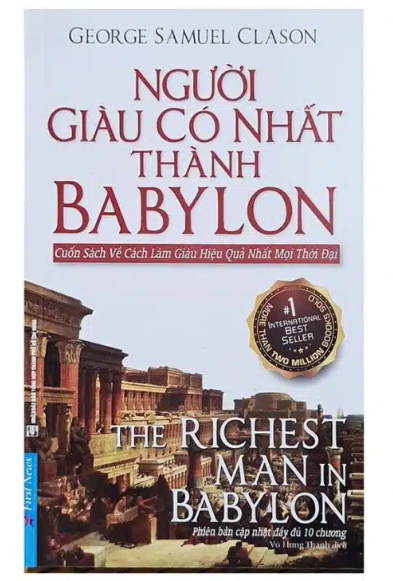 GEORGE SAMUEL CLASON
NGƯỜI
GIÀU CÓ NHẤT
THÀNH
BABYLON
Cuốn Sách Về Cách Làm Giàu Hiệu Quả Nhất Mọi Thời Đại
#1
INTERNATIONAL
BEST
SELLER
MORE THAN TWO MILLION BOOOKS SOLD
THE RICHEST
MAN IN
BABYLON
Phiên bản cập nhật đầy đủ 10 chương
Võ Hưng Thanh dịch
First News